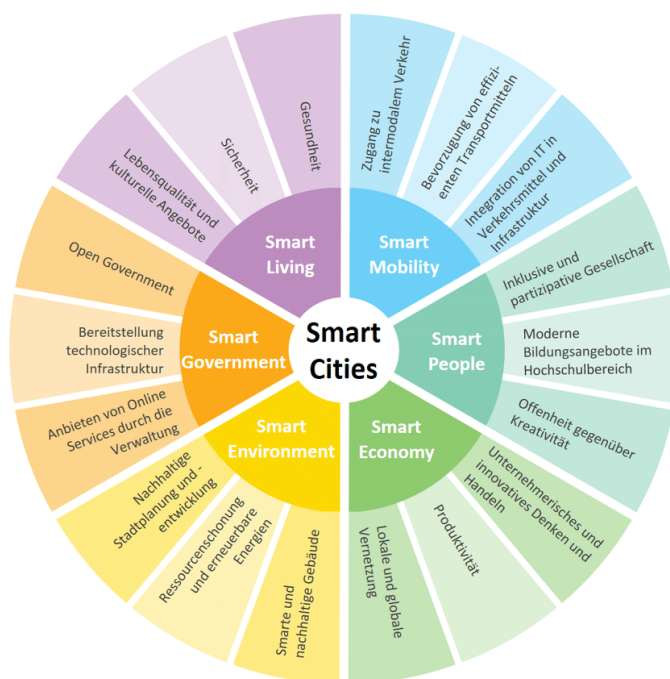 Smart
Cities
Smart
Mobility
Zugang zu
intermodalem Verkehr
Bevorzugung von effizi-
enten Transportmitteln
Integration von IT in
Verkehrsmittel und
Infrastruktur
Smart
People
Inklusive und
partizipative Gesellschaft
Moderne
Bildungsangebote im
Hochschulbereich
Offenheit gegenüber
Kreativität
Smart
Economy
Unternehmerisches und
innovatives Denken und
Handeln
Produktivität
Lokale und globale
Vernetzung
Smart
Environment
Smarte und
nachhaltige Gebäude
Ressourcenschonung
und erneuerbare
Energien
Nachhaltige
Stadtplanung und -
entwicklung
Smart
Government
Anbieten von Online
Services durch die
Verwaltung
Bereitstellung
technologischer
Infrastruktur
Open Government
Smart
Living
Lebensqualität und
kulturelle Angebote
Sicherheit
Gesundheit